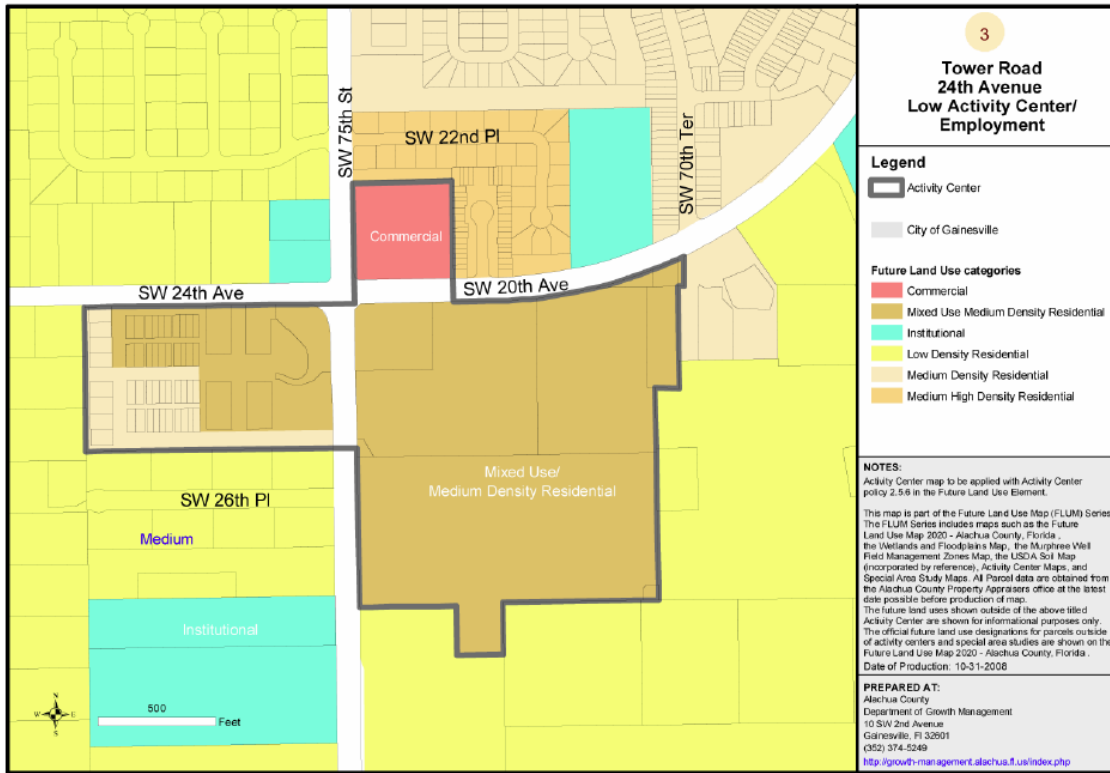 SW 75th St
SW 22nd Pl
SW 70th Ter
Commercial
SW 24th Ave
SW 20th Ave
Mixed Use/
Medium Density Residential
SW 26th Pl
Medium
Institutional
N
W
E
S
500
Feet
3
Tower Road
24th Avenue
Low Activity Center/
Employment
Legend
Activity Center
City of Gainesville
Future Land Use categories
Commercial
Mixed Use Medium Density Residential
Institutional
Low Density Residential
Medium Density Residential
Medium High Density Residential
NOTES:
Activity Center map to be applied with Activity Center
policy 2.5.6 in the Future Land Use Element.
This map is part of the Future Land Use Map (FLUM) Series
The FLUM Series includes maps such as the Future
Land Use Map 2020 - Alachua County, Florida ,
the Wetlands and Floodplains Map, the Murphree Well
Field Management Zones Map, the USDA Soil Map
(incorporated by reference), Activity Center Maps, and
Special Area Study Maps. All Parcel data are obtained from
the Alachua County Property Appraisers office at the latest
date possible before production of map.
The future land uses shown outside of the above titled
Activity Center are shown for informational purposes only.
The official future land use designations for parcels outside
of activity centers and special area studies are shown on the
Future Land Use Map 2020 - Alachua County, Florida .
Date of Production: 10-31-2008
PREPARED AT:
Alachua County
Department of Growth Management
10 SW 2nd Avenue
Gainesville, Fl 32601
(352) 374-5249
http://growth-management.alachua.fl.us/index.php